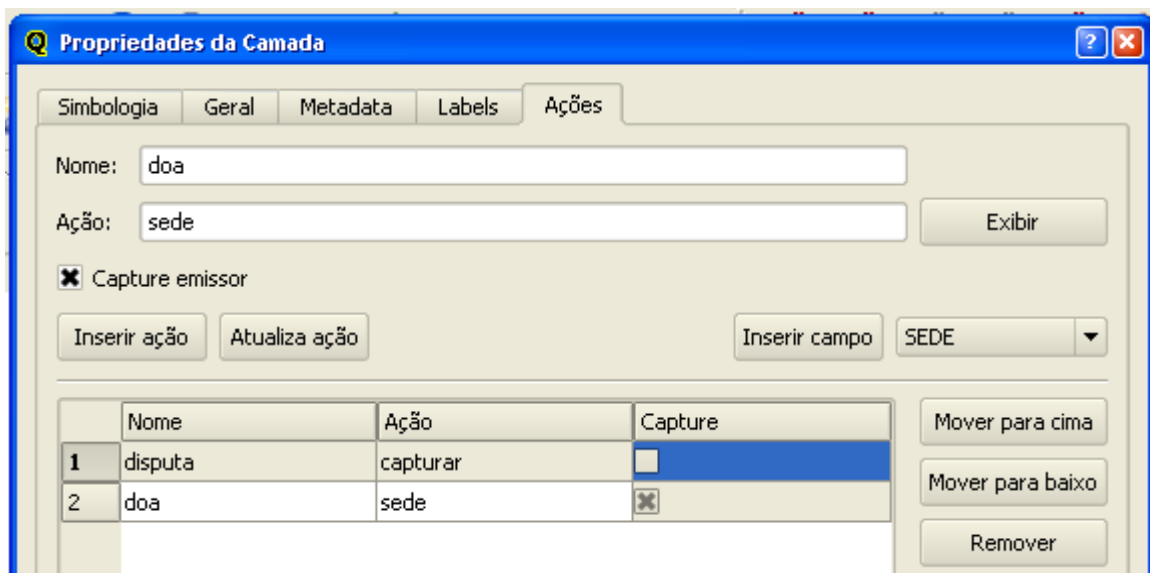 Propriedades da Camada
Simbologia Geral Metadata Labels Ações
Nome: doa
Ação: sede Exibir
Capture emissor
Inserir ação Atualiza ação Inserir campo SEDE
Nome Ação Capture Mover para cima
1 disputa capturar
Mover para baixo
2 doa sede
Remover